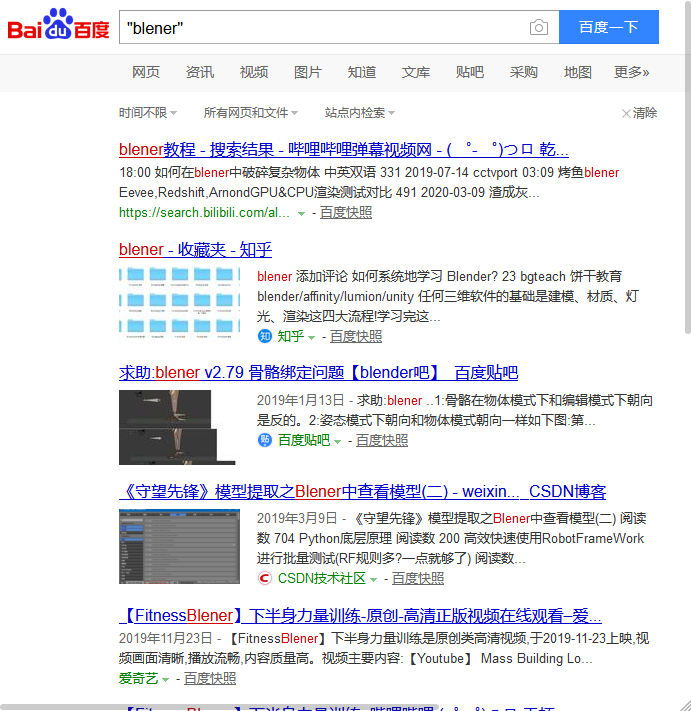 Bai du 百度
"blener"
百度一下
网页 资讯 视频 图片 知道 文库 贴吧 采购 地图 更多»
时间不限 所有网页和文件 站点内检索 清除
blener教程 - 搜索结果 - 哔哩哔哩弹幕视频网 - ( ゜- ゜)つロ 乾...
18:00 如何在blener中破碎复杂物体 中英双语 331 2019-07-14 cctvport 03:09 烤鱼blener
Eevee,Redshift,ArnondGPU&CPU渲染测试对比 491 2020-03-09 渣成灰...
https://search.bilibili.com/al... - 百度快照
blener - 收藏夹 - 知乎
blener 添加评论 如何系统地学习 Blender? 23 bgteach 饼干教育
blender/affinity/lumion/unity 任何三维软件的基础是建模、材质、灯
光、渲染这四大流程!学习完这...
知 知乎 - 百度快照
求助:blener v2.79 骨骼绑定问题【blender吧】_百度贴吧
2019年1月13日 - 求助:blener ..1:骨骼在物体模式下和编辑模式下朝向
是反的。2:姿态模式下朝向和物体模式朝向一样如下图:第...
贴 百度贴吧 - 百度快照
《守望先锋》模型提取之Blener中查看模型(二) - weixin..._CSDN博客
2019年3月9日 - 《守望先锋》模型提取之Blener中查看模型(二) 阅读
数 704 Python底层原理 阅读数 200 高效快速使用RobotFrameWork
进行批量测试(RF规则多?一点就够了) 阅读数...
C CSDN技术社区 - 百度快照
【FitnessBlener】下半身力量训练-原创-高清正版视频在线观看–爱...
2019年11月23日 - 【FitnessBlener】下半身力量训练是原创类高清视频,于2019-11-23上映,视
频画面清晰,播放流畅,内容质量高。视频主要内容:【Youtube】 Mass Building Lo...
爱奇艺 - 百度快照